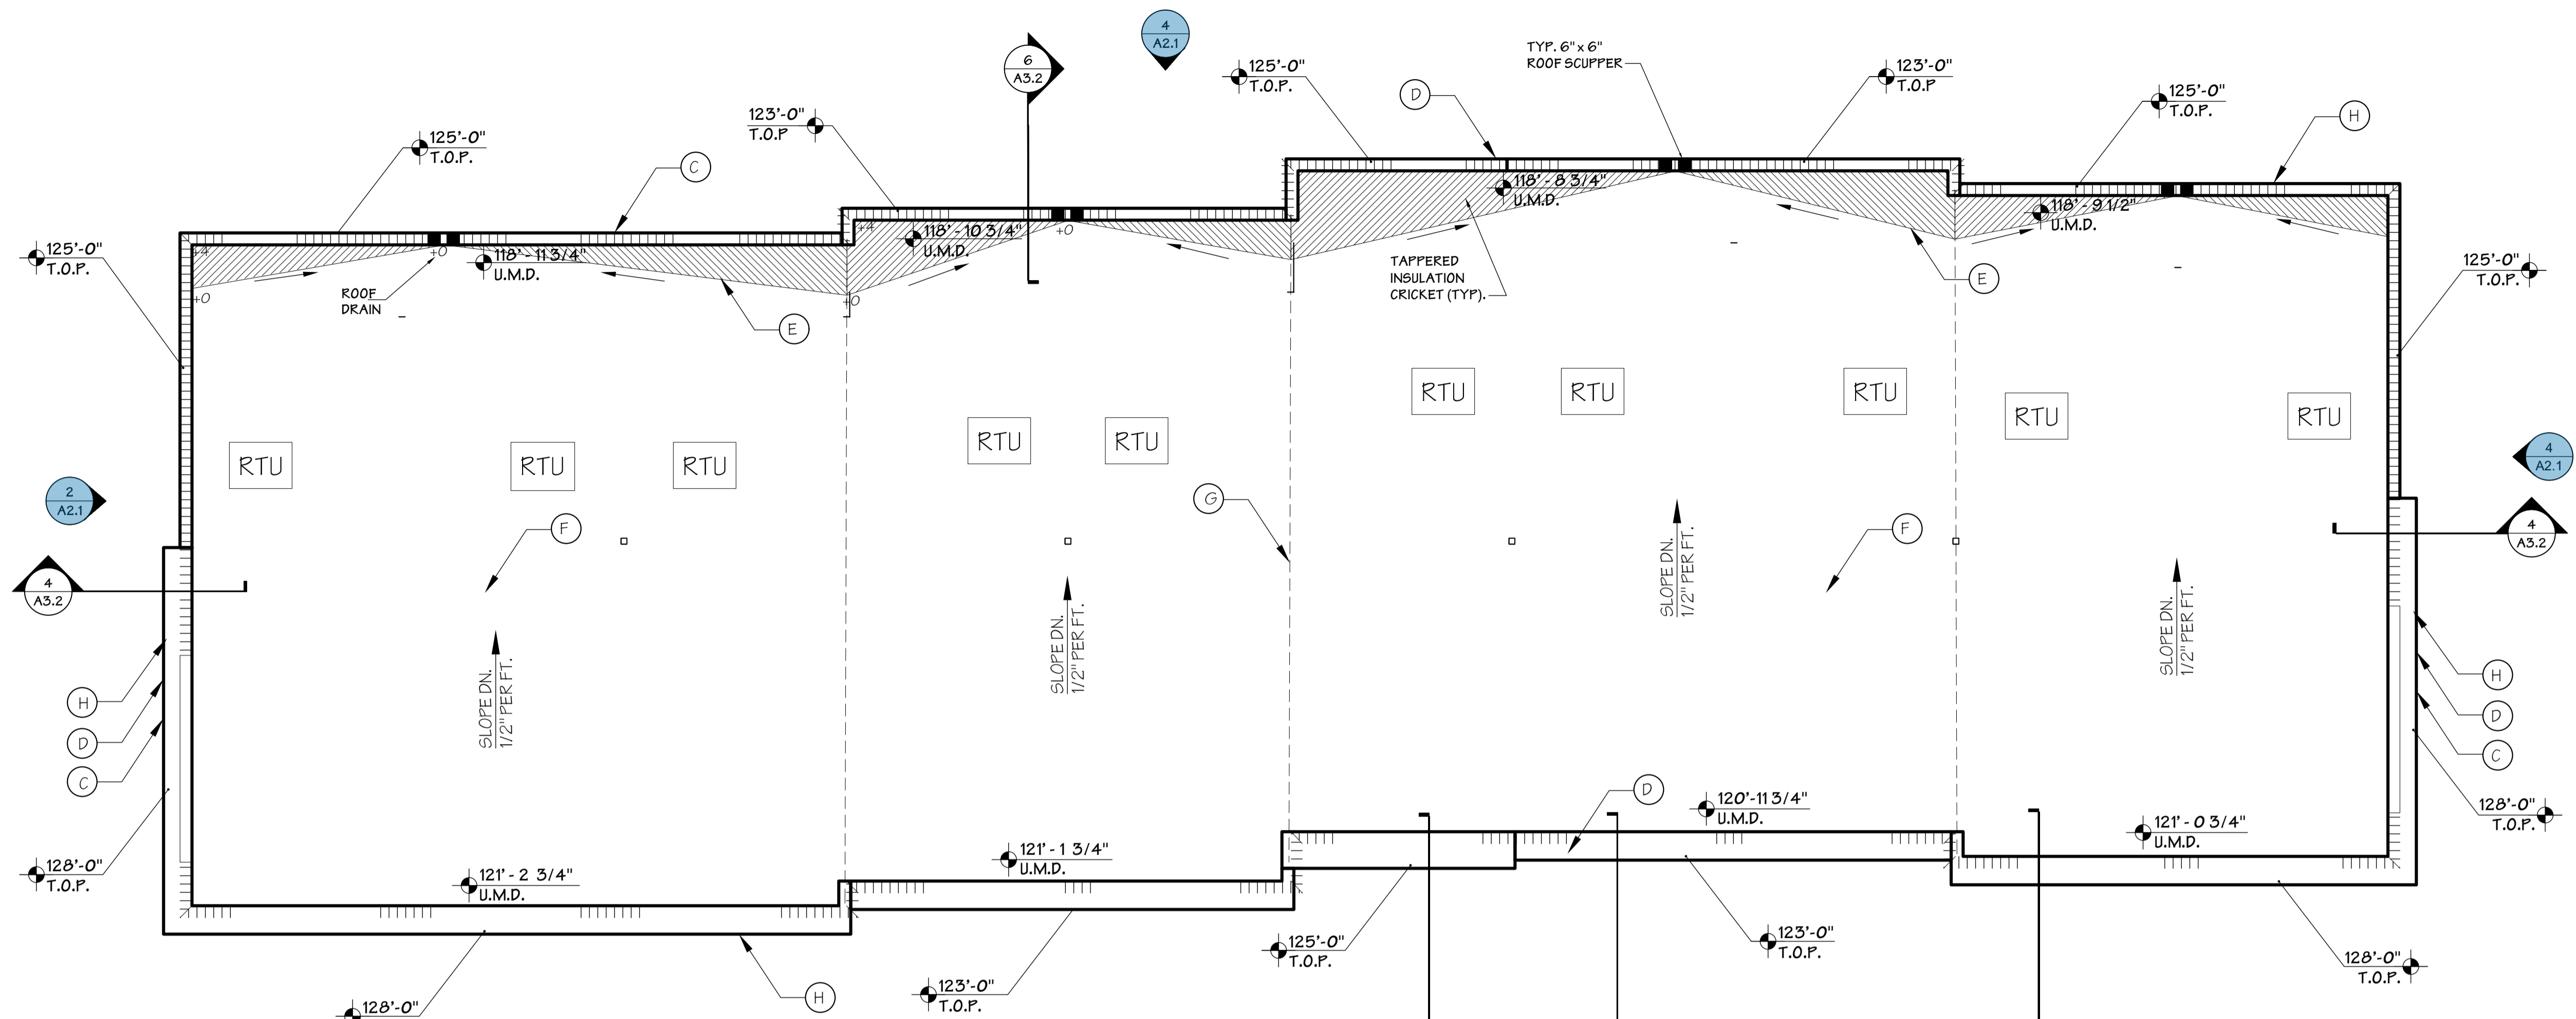 4
A2.1
6
A3.2
TYP. 6" x 6"
ROOF SCUPPER
125'-0"
T.O.P.
123'-0"
T.O.P
D
125'-0"
T.O.P.
H
123'-0"
T.O.P
125'-0"
T.O.P.
C
125'-0"
T.O.P.
118' - 8 3/4"
U.M.D.
118' - 9 1/2"
U.M.D.
+4
118' - 10 3/4"
U.M.D.
+0
+4
+0
118' - 11 3/4"
U.M.D.
125'-0"
T.O.P.
TAPPERED
INSULATION
CRICKET (TYP).
E
ROOF
DRAIN
+0
+0
E
RTU
RTU
RTU
RTU
RTU
RTU
RTU
RTU
RTU
RTU
4
A2.1
2
A2.1
G
F
F
4
A3.2
4
A3.2
SLOPE DN.
1/2" PER FT.
SLOPE DN.
1/2" PER FT.
SLOPE DN.
1/2" PER FT.
SLOPE DN.
1/2" PER FT.
H
D
C
H
D
C
D
120'-11 3/4"
U.M.D.
128'-0"
T.O.P.
121' - 0 3/4"
U.M.D.
121' - 1 3/4"
U.M.D.
128'-0"
T.O.P.
121' - 2 3/4"
U.M.D.
125'-0"
T.O.P.
123'-0"
T.O.P.
128'-0"
T.O.P.
123'-0"
T.O.P.
H
128'-0"